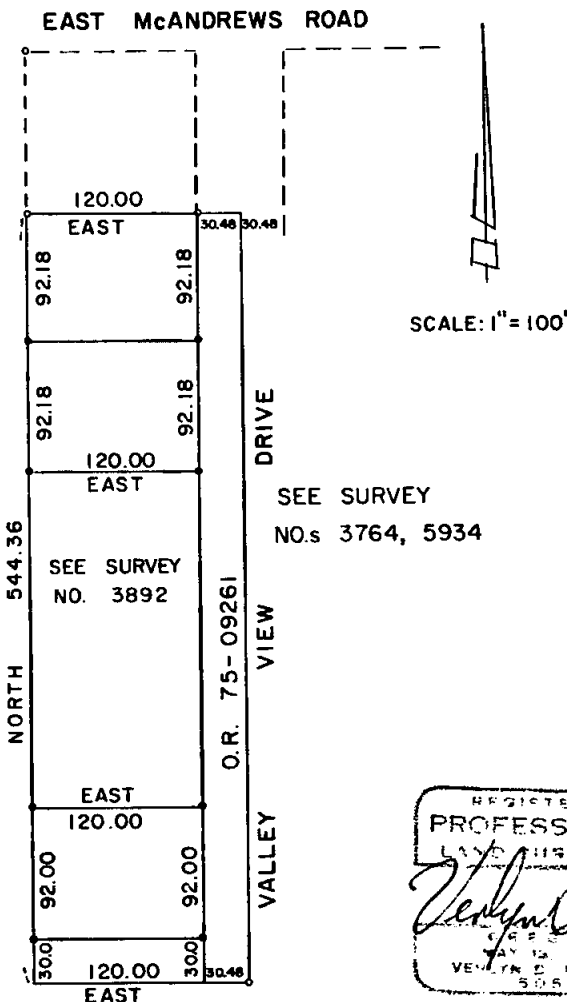 EAST McANDREWS ROAD
120.00
EAST
30.48 30.48
92.18
92.18
SCALE: 1" = 100'
92.18
92.18
DRIVE
120.00
EAST
SEE SURVEY
NO.s 3764, 5934
NORTH 544.36
SEE SURVEY
NO. 3892
O.R. 75-09261
VIEW
EAST
120.00
VALLEY
92.00
92.00
30.0
30.0
120.00
EAST
30.48
PROFESS